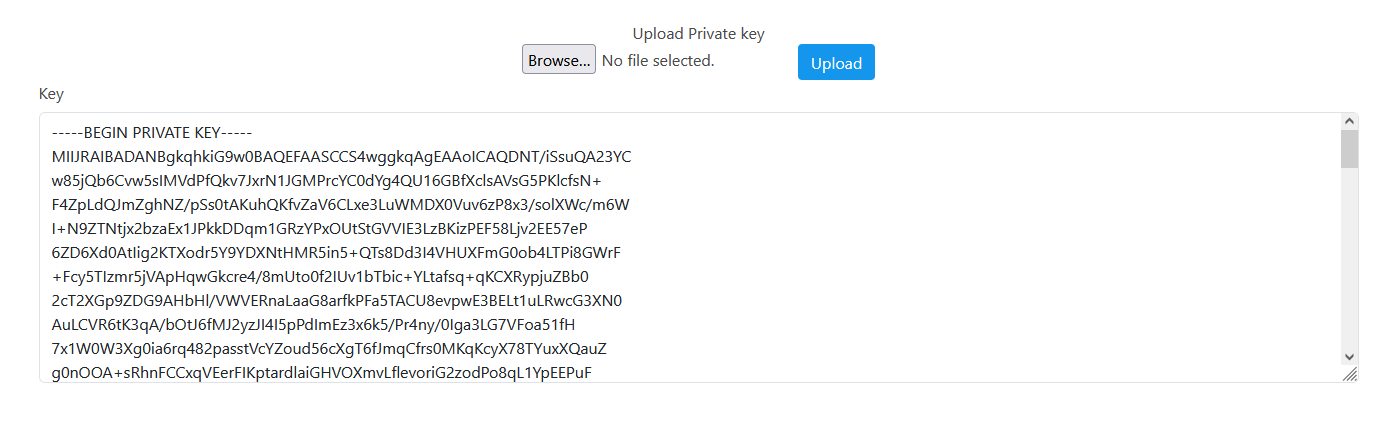 Upload Private key
Browse... No file selected. Upload
Key
-----BEGIN PRIVATE KEY-----
MIIJRAIBADANBgkqhkiG9w0BAQEFAASCCS4wggkqAgEAAoICAQDNT/iSsuQA23YC
w85jQb6Cvw5sIMVdPfQkv7JxrN1JGMPrcYC0dYg4QU16GBfXclsAVsG5PKlcfsN+
F4ZpLdQJmZghNZ/pSs0tAKuhQKfvZaV6CLxe3LuWMDX0Vuv6zP8x3/solXWc/m6W
I+N9ZTNtjx2bzaEx1JPkkDDqm1GRzYPxOUtStGVVIE3LzBKizPEF58Ljv2EE57eP
6ZD6Xd0AtIig2KTXodr5Y9YDXNtHMR5in5+QTs8Dd3I4VHUXFmG0ob4LTPi8GWrF
+Fcy5TIzmr5jVApHqwGkcre4/8mUto0f2IUv1bTbic+YLtafsq+qKCXRypjuZBb0
2cT2XGp9ZDG9AHbHl/VWVERnaLaaG8arfkPFa5TACU8evpwE3BELt1uLRwcG3XN0
AuLCVR6tK3qA/bOtJ6fMJ2yzJI4I5pPdImEz3x6k5/Pr4ny/0Iga3LG7VFoa51fH
7x1W0W3Xg0ia6rq482passtVcYZoud56cXgT6fJmqCfrs0MKqKcyX78TYuxXQauZ
g0nOOA+sRhnFCCxqVEerFIKptardlaiGHVOXmvLflevoriG2zodPo8qL1YpEEPuF